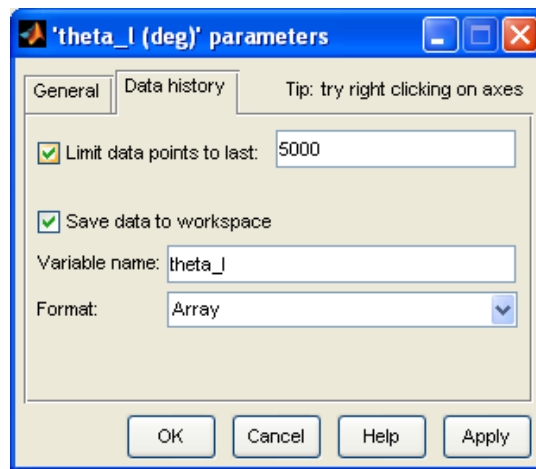 'theta_l (deg)' parameters
General Data history Tip: try right clicking on axes
Limit data points to last: 5000
Save data to workspace
Variable name: theta_l
Format: Array
OK Cancel Help Apply